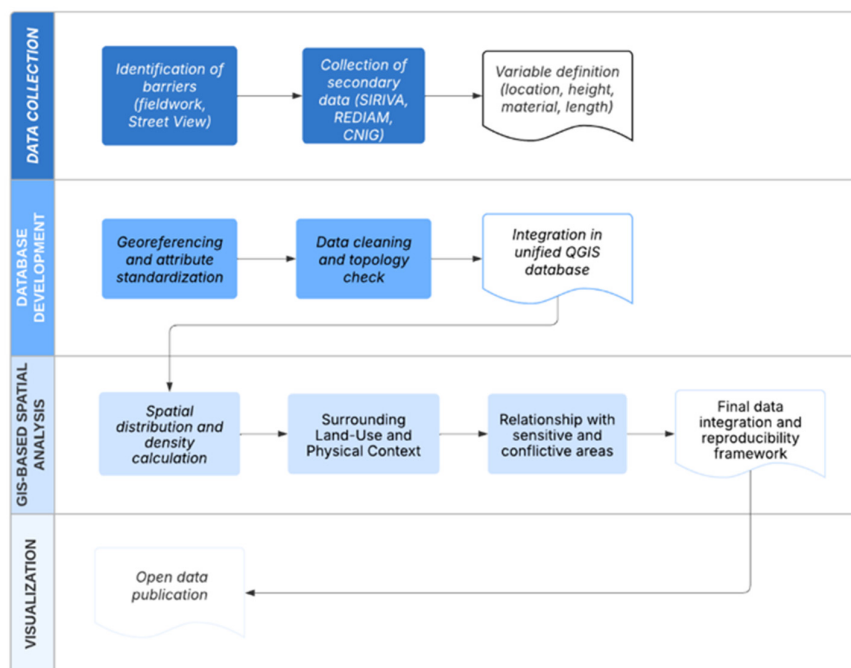 DATA COLLECTION
Identification of
barriers
(fieldwork,
Street View)
Collection of
secondary
data (SIRIVA,
REDIAM,
CNIG)
Variable definition
(location, height,
material, length)
DATABASE
DEVELOPMENT
Georeferencing
and attribute
standardization
Data cleaning
and topology
check
Integration in
unified QGIS
database
GIS-BASED SPATIAL
ANALYSIS
Spatial
distribution and
density
calculation
Surrounding
Land-Use and
Physical Context
Relationship with
sensitive and
conflictive areas
Final data
integration and
reproducibility
framework
VISUALIZATION
Open data
publication